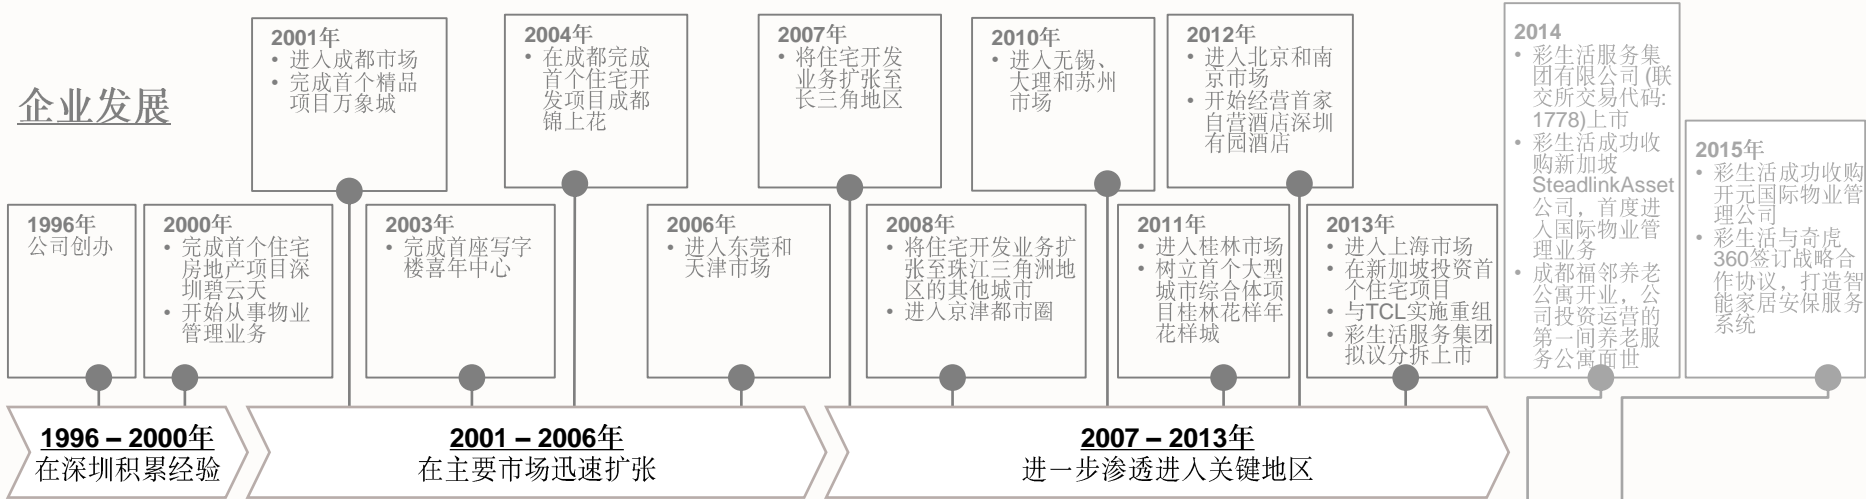 企业发展
1996年
公司创办
2000年
• 完成首个住宅
房地产项目深
圳碧云天
• 开始从事物业
管理业务
2001年
• 进入成都市场
• 完成首个精品
项目万象城
2003年
• 完成首座写字
楼喜年中心
2004年
• 在成都完成
首个住宅开
发项目成都
锦上花
2006年
• 进入东莞和
天津市场
2007年
• 将住宅开发
业务扩张至
长三角地区
2008年
• 将住宅开发业务扩
张至珠江三角洲地
区的其他城市
• 进入京津都市圈
2010年
• 进入无锡、
大理和苏州
市场
2011年
• 进入桂林市场
• 树立首个大型
城市综合体项
目桂林花样年
花样城
2012年
• 进入北京和南
京市场
• 开始经营首家
自营酒店深圳
有园酒店
2013年
• 进入上海市场
• 在新加坡投资首
个住宅项目
• 与TCL实施重组
• 彩生活服务集团
拟议分拆上市
2014
• 彩生活服务集
团有限公司 (联
交所交易代码:
1778)上市
• 彩生活成功收
购新加坡
SteadlinkAsset
公司，首度进
入国际物业管
理业务
• 成都福邻养老
公寓开业，公
司投资运营的
第一间养老服
务公寓面世
2015年
• 彩生活成功收购
开元国际物业管
理公司
• 彩生活与奇虎
360签订战略合
作协议，打造智
能家居安保服务
系统
1996 – 2000年
在深圳积累经验
2001 – 2006年
在主要市场迅速扩张
2007 – 2013年
进一步渗透进入关键地区